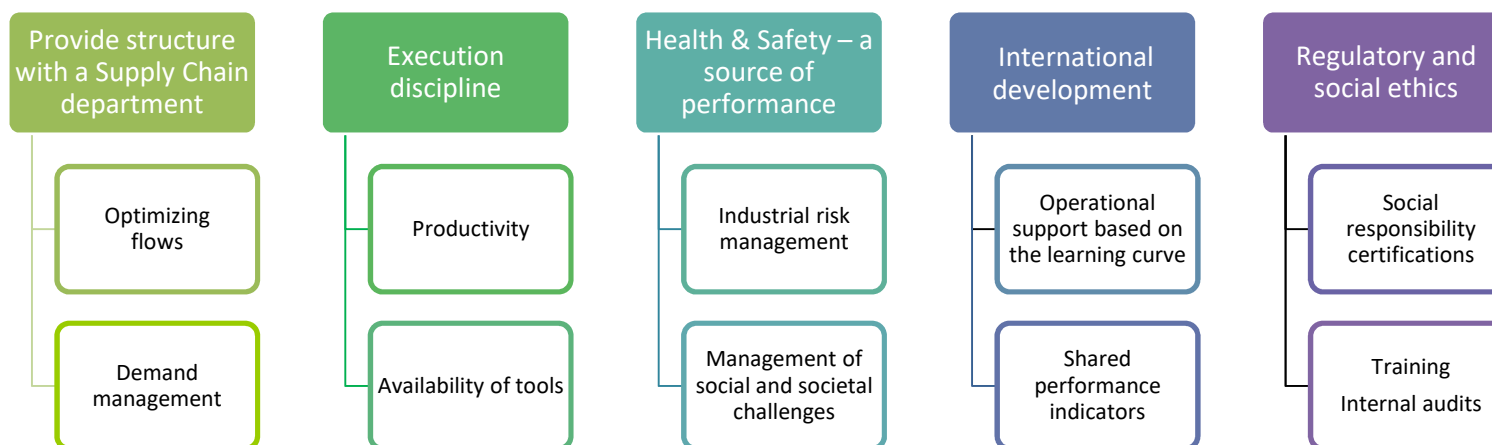 Provide structure
with a Supply Chain
department
Optimizing
flows
Demand
management
Execution
discipline
Productivity
Availability of tools
Health & Safety – a
source of
performance
Industrial risk
management
Management of
social and societal
challenges
International
development
Operational
support based on
the learning curve
Shared
performance
indicators
Regulatory and
social ethics
Social
responsibility
certifications
Training
Internal audits